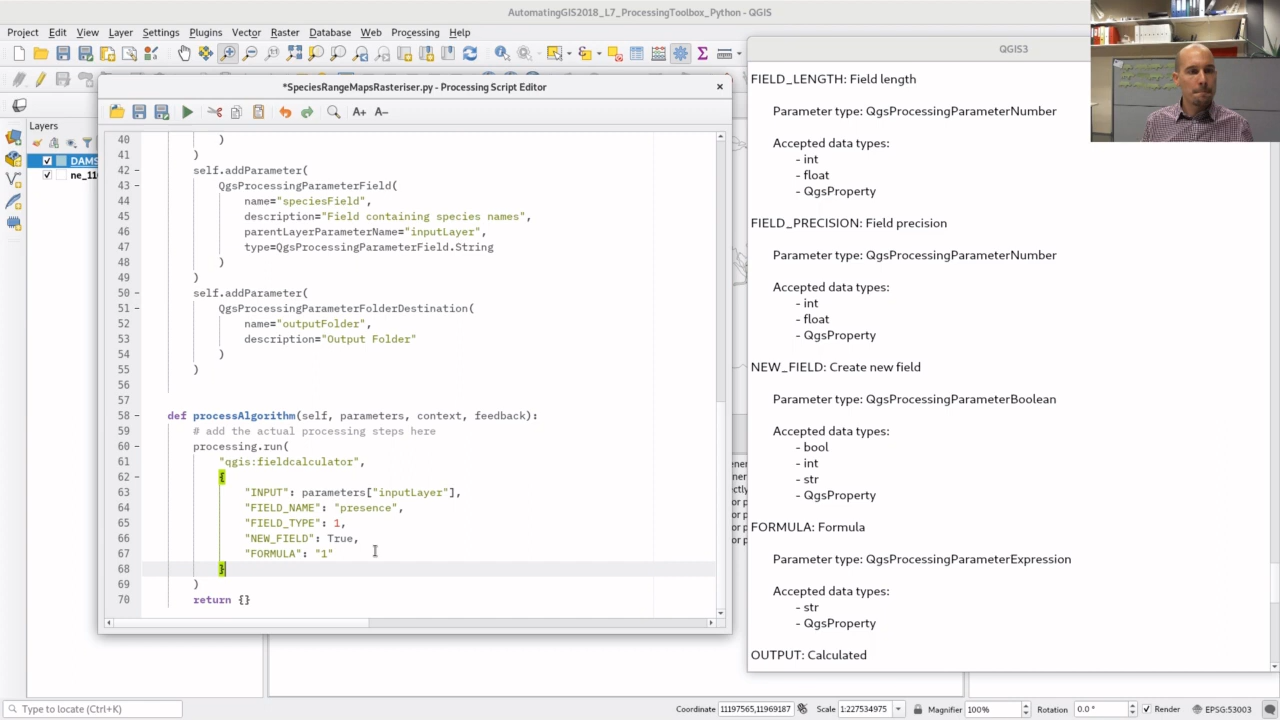 AutomatingGIS2018_L7_ProcessingToolbox_Python - QGIS
Project Edit View Layer Settings Plugins Vector Raster Database Web Processing Help
Layers
DAMS
ne_11
*SpeciesRangeMapsRasteriser.py - Processing Script Editor
A+ A−
40 )
41 )
42 self.addParameter(
43 QgsProcessingParameterField(
44 name="speciesField",
45 description="Field containing species names",
46 parentLayerParameterName="inputLayer",
47 type=QgsProcessingParameterField.String
48 )
49 )
50 self.addParameter(
51 QgsProcessingParameterFolderDestination(
52 name="outputFolder",
53 description="Output Folder"
54 )
55 )
56
57
58 def processAlgorithm(self, parameters, context, feedback):
59 # add the actual processing steps here
60 processing.run(
61 "qgis:fieldcalculator",
62 {
63 "INPUT": parameters["inputLayer"],
64 "FIELD_NAME": "presence",
65 "FIELD_TYPE": 1,
66 "NEW_FIELD": True,
67 "FORMULA": "1"
68 }
69 )
70 return {}
QGIS3
FIELD_LENGTH: Field length
Parameter type: QgsProcessingParameterNumber
Accepted data types:
- int
- float
- QgsProperty
FIELD_PRECISION: Field precision
Parameter type: QgsProcessingParameterNumber
Accepted data types:
- int
- float
- QgsProperty
NEW_FIELD: Create new field
Parameter type: QgsProcessingParameterBoolean
Accepted data types:
- bool
- int
- str
- QgsProperty
FORMULA: Formula
Parameter type: QgsProcessingParameterExpression
Accepted data types:
- str
- QgsProperty
OUTPUT: Calculated
Type to locate (Ctrl+K)
Coordinate 11197565,11969187 Scale 1:227534975 Magnifier 100% Rotation 0.0 ° Render EPSG:53003